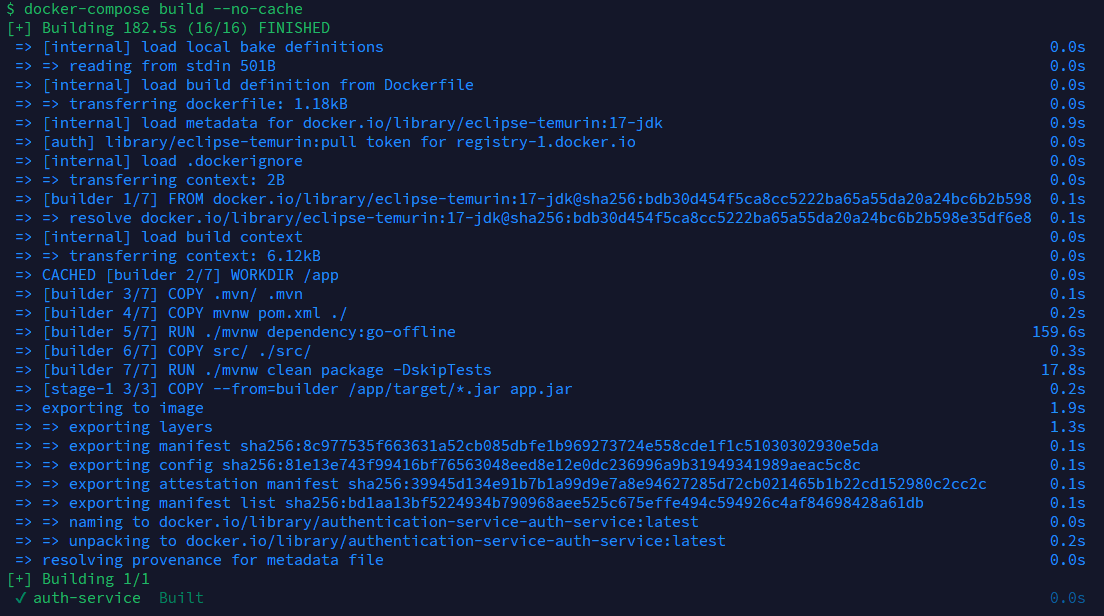 $ docker-compose build --no-cache
[+] Building 182.5s (16/16) FINISHED
=> [internal] load local bake definitions 0.0s
=> => reading from stdin 501B 0.0s
=> [internal] load build definition from Dockerfile 0.0s
=> => transferring dockerfile: 1.18kB 0.0s
=> [internal] load metadata for docker.io/library/eclipse-temurin:17-jdk 0.9s
=> [auth] library/eclipse-temurin:pull token for registry-1.docker.io 0.0s
=> [internal] load .dockerignore 0.0s
=> => transferring context: 2B 0.0s
=> [builder 1/7] FROM docker.io/library/eclipse-temurin:17-jdk@sha256:bdb30d454f5ca8cc5222ba65a55da20a24bc6b2b598 0.1s
=> => resolve docker.io/library/eclipse-temurin:17-jdk@sha256:bdb30d454f5ca8cc5222ba65a55da20a24bc6b2b598e35df6e8 0.1s
=> [internal] load build context 0.0s
=> => transferring context: 6.12kB 0.0s
=> CACHED [builder 2/7] WORKDIR /app 0.0s
=> [builder 3/7] COPY .mvn/ .mvn 0.1s
=> [builder 4/7] COPY mvnw pom.xml ./ 0.2s
=> [builder 5/7] RUN ./mvnw dependency:go-offline 159.6s
=> [builder 6/7] COPY src/ ./src/ 0.3s
=> [builder 7/7] RUN ./mvnw clean package -DskipTests 17.8s
=> [stage-1 3/3] COPY --from=builder /app/target/*.jar app.jar 0.2s
=> exporting to image 1.9s
=> => exporting layers 1.3s
=> => exporting manifest sha256:8c977535f663631a52cb085dbfe1b969273724e558cde1f1c51030302930e5da 0.1s
=> => exporting config sha256:81e13e743f99416bf76563048eed8e12e0dc236996a9b31949341989aeac5c8c 0.1s
=> => exporting attestation manifest sha256:39945d134e91b7b1a99d9e7a8e94627285d72cb021465b1b22cd152980c2cc2c 0.1s
=> => exporting manifest list sha256:bd1aa13bf5224934b790968aee525c675effe494c594926c4af84698428a61db 0.1s
=> => naming to docker.io/library/authentication-service-auth-service:latest 0.0s
=> => unpacking to docker.io/library/authentication-service-auth-service:latest 0.2s
=> resolving provenance for metadata file 0.0s
[+] Building 1/1
✓ auth-service Built 0.0s